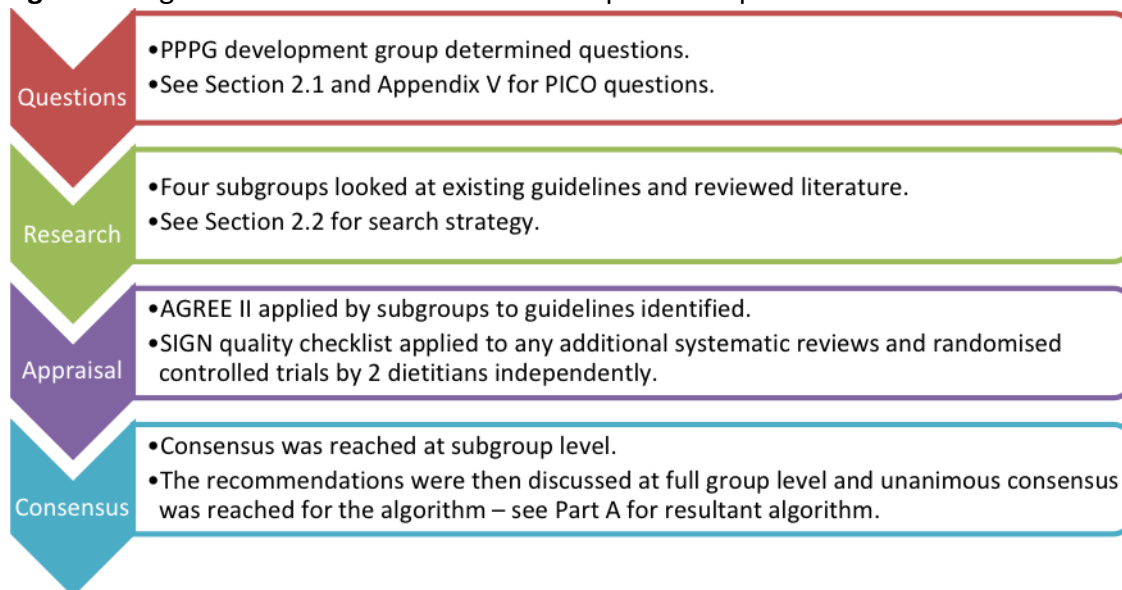 Questions
•PPPG development group determined questions.
•See Section 2.1 and Appendix V for PICO questions.
Research
•Four subgroups looked at existing guidelines and reviewed literature.
•See Section 2.2 for search strategy.
Appraisal
•AGREE II applied by subgroups to guidelines identified.
•SIGN quality checklist applied to any additional systematic reviews and randomised
controlled trials by 2 dietitians independently.
Consensus
•Consensus was reached at subgroup level.
•The recommendations were then discussed at full group level and unanimous consensus
was reached for the algorithm – see Part A for resultant algorithm.